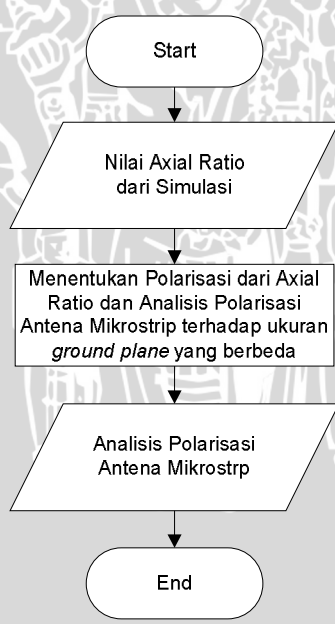 Start
Nilai Axial Ratio
dari Simulasi
Menentukan Polarisasi dari Axial
Ratio dan Analisis Polarisasi
Antena Mikrostrip terhadap ukuran
ground plane yang berbeda
Analisis Polarisasi
Antena Mikrostrp
End